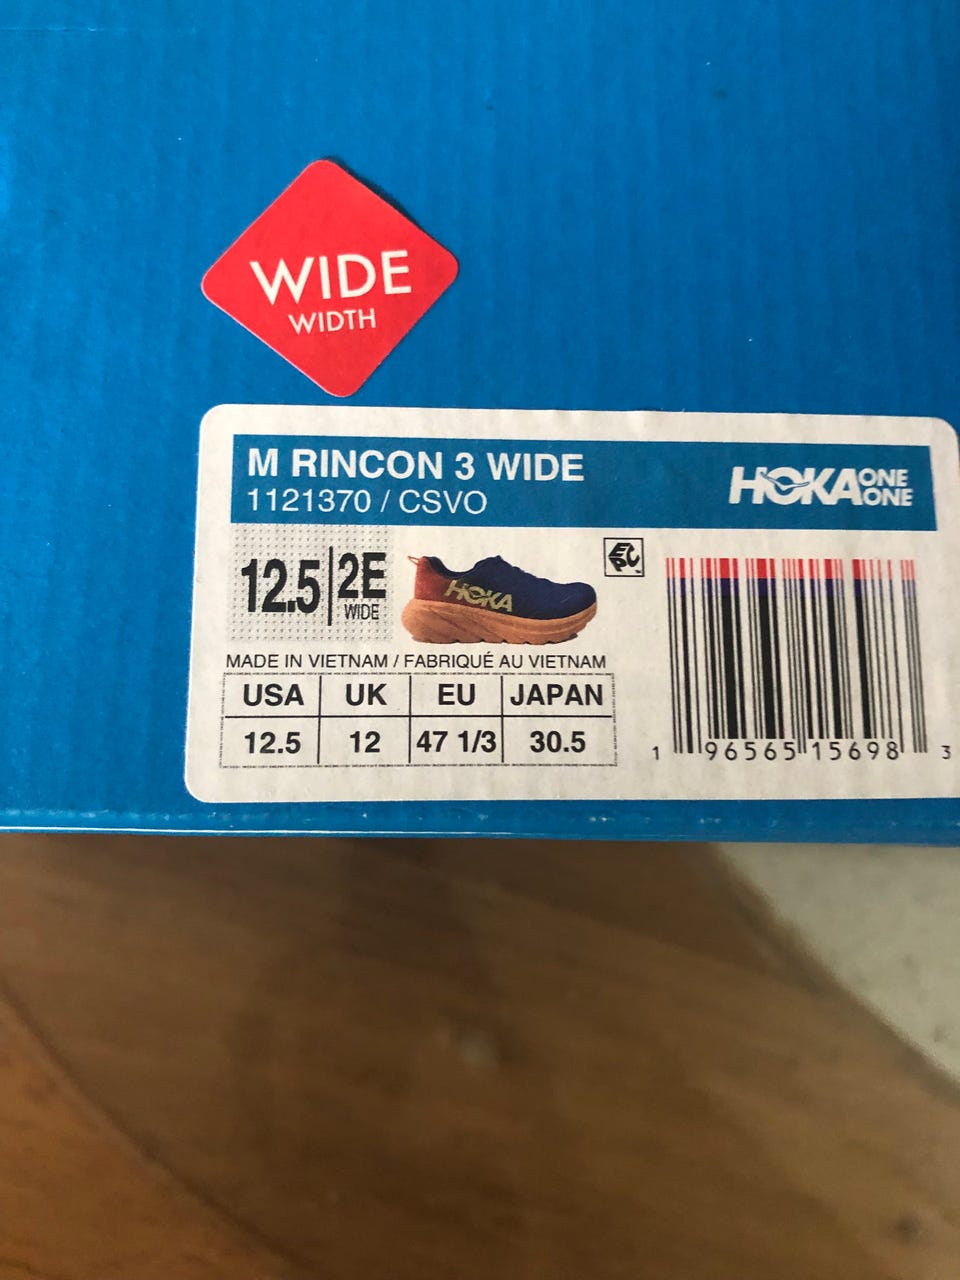 WIDE
WIDTH
M RINCON 3 WIDE
1121370 / CSVO
HOKA ONE ONE
12.5 2E
WIDE
HOKA
EPC
MADE IN VIETNAM / FABRIQUÉ AU VIETNAM
USA UK EU JAPAN
12.5 12 47 1/3 30.5
1 96565 15698 3